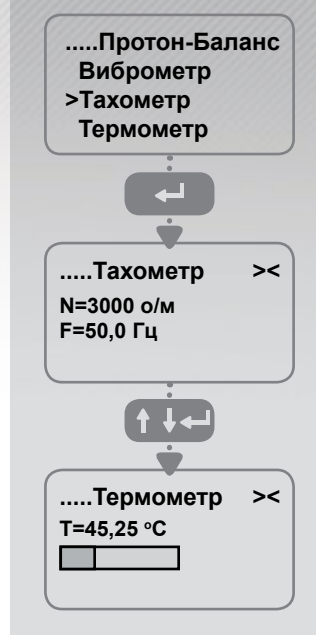 .....Протон-Баланс
Виброметр
>Тахометр
Термометр
.....Тахометр ><
N=3000 о/м
F=50,0 Гц
.....Термометр ><
T=45,25 °C